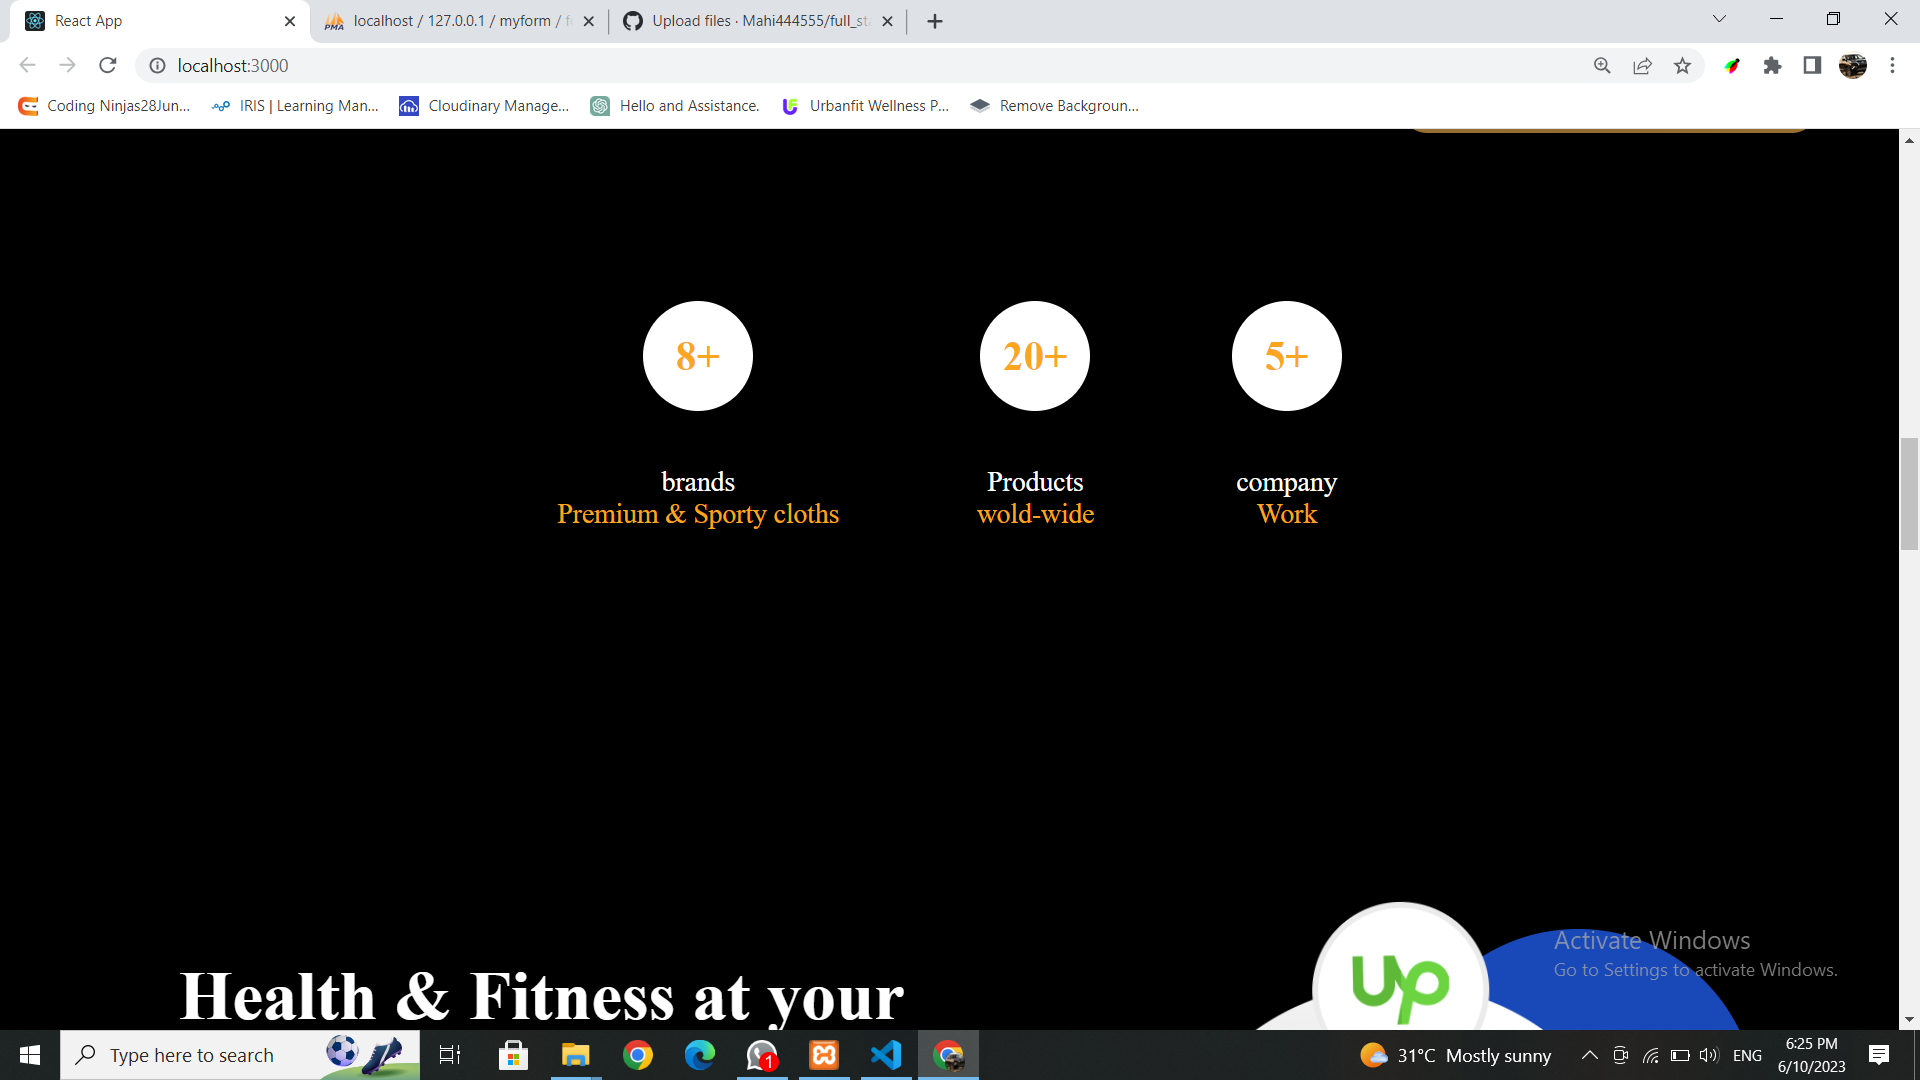 React App
localhost / 127.0.0.1 / myform / f
Upload files · Mahi444555/full_sta
localhost:3000
Coding Ninjas28Jun...
IRIS | Learning Man...
Cloudinary Manage...
Hello and Assistance.
Urbanfit Wellness P...
Remove Backgroun...
8+
20+
5+
brands
Products
company
Premium & Sporty cloths
wold-wide
Work
Activate Windows
Go to Settings to activate Windows.
Health & Fitness at your
up
Type here to search
1
31°C Mostly sunny
ENG
6:25 PM
6/10/2023